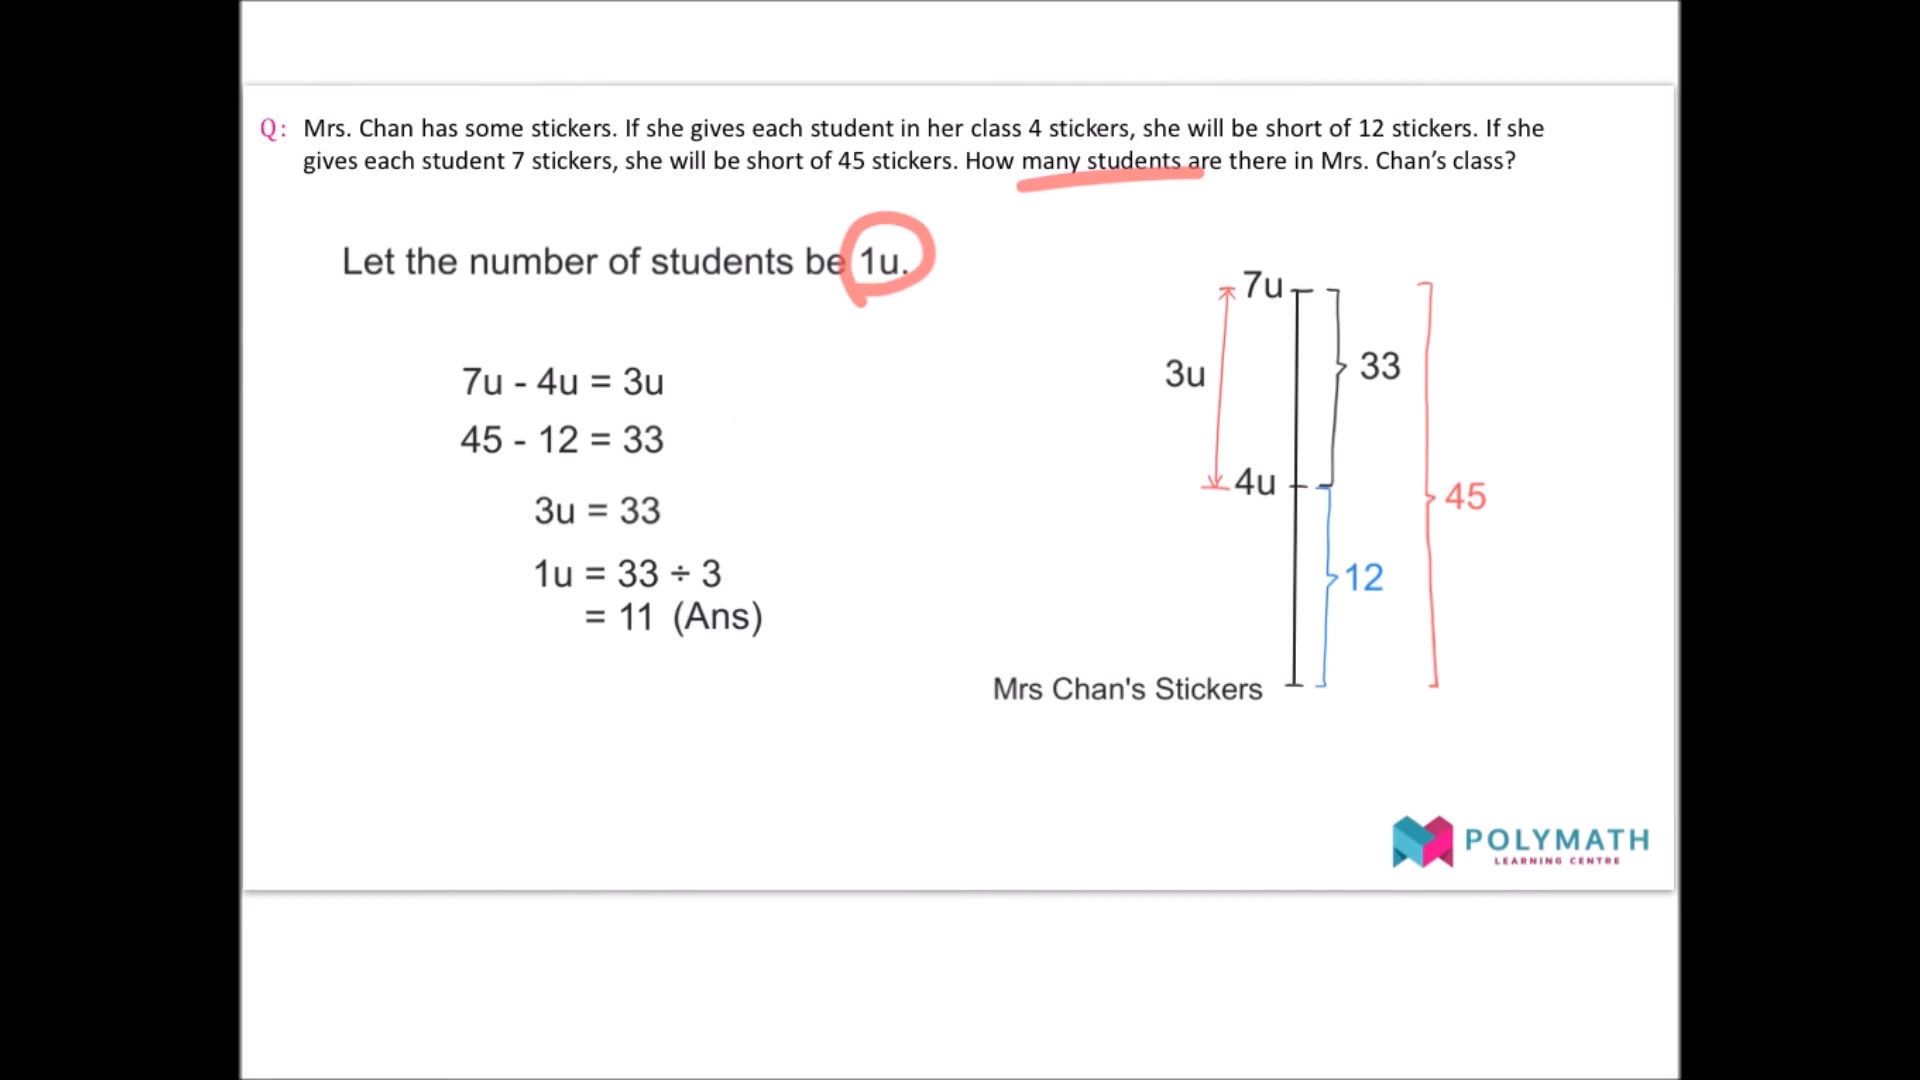 Q: Mrs. Chan has some stickers. If she gives each student in her class 4 stickers, she will be short of 12 stickers. If she
gives each student 7 stickers, she will be short of 45 stickers. How many students are there in Mrs. Chan’s class?
Let the number of students be 1u.
7u - 4u = 3u
45 - 12 = 33
3u = 33
1u = 33 ÷ 3
= 11 (Ans)
7u
3u
33
4u
45
12
Mrs Chan's Stickers
POLYMATH
LEARNING CENTRE